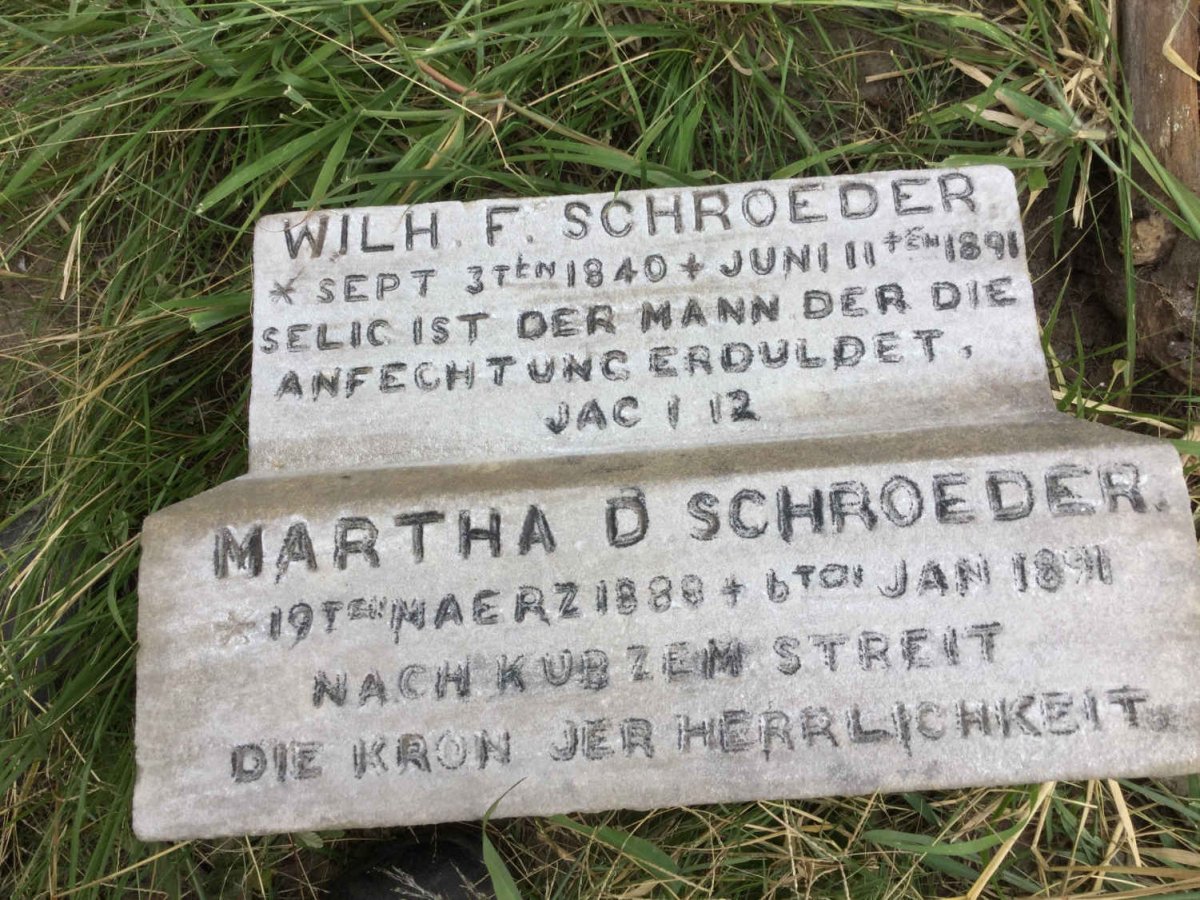 WILH. F. SCHROEDER.
* SEPT 3TEN 1840 + JUNI 11TEN 1891
SELIG IST DER MANN DER DIE
ANFECHTUNG ERDULDET.
JAC 1 12
MARTHA D SCHROEDER.
* 19TEN MAERZ 1888 + 6TEN JAN 1891
NACH KURZEM STREIT
DIE KRON DER HERRLICHKEIT.